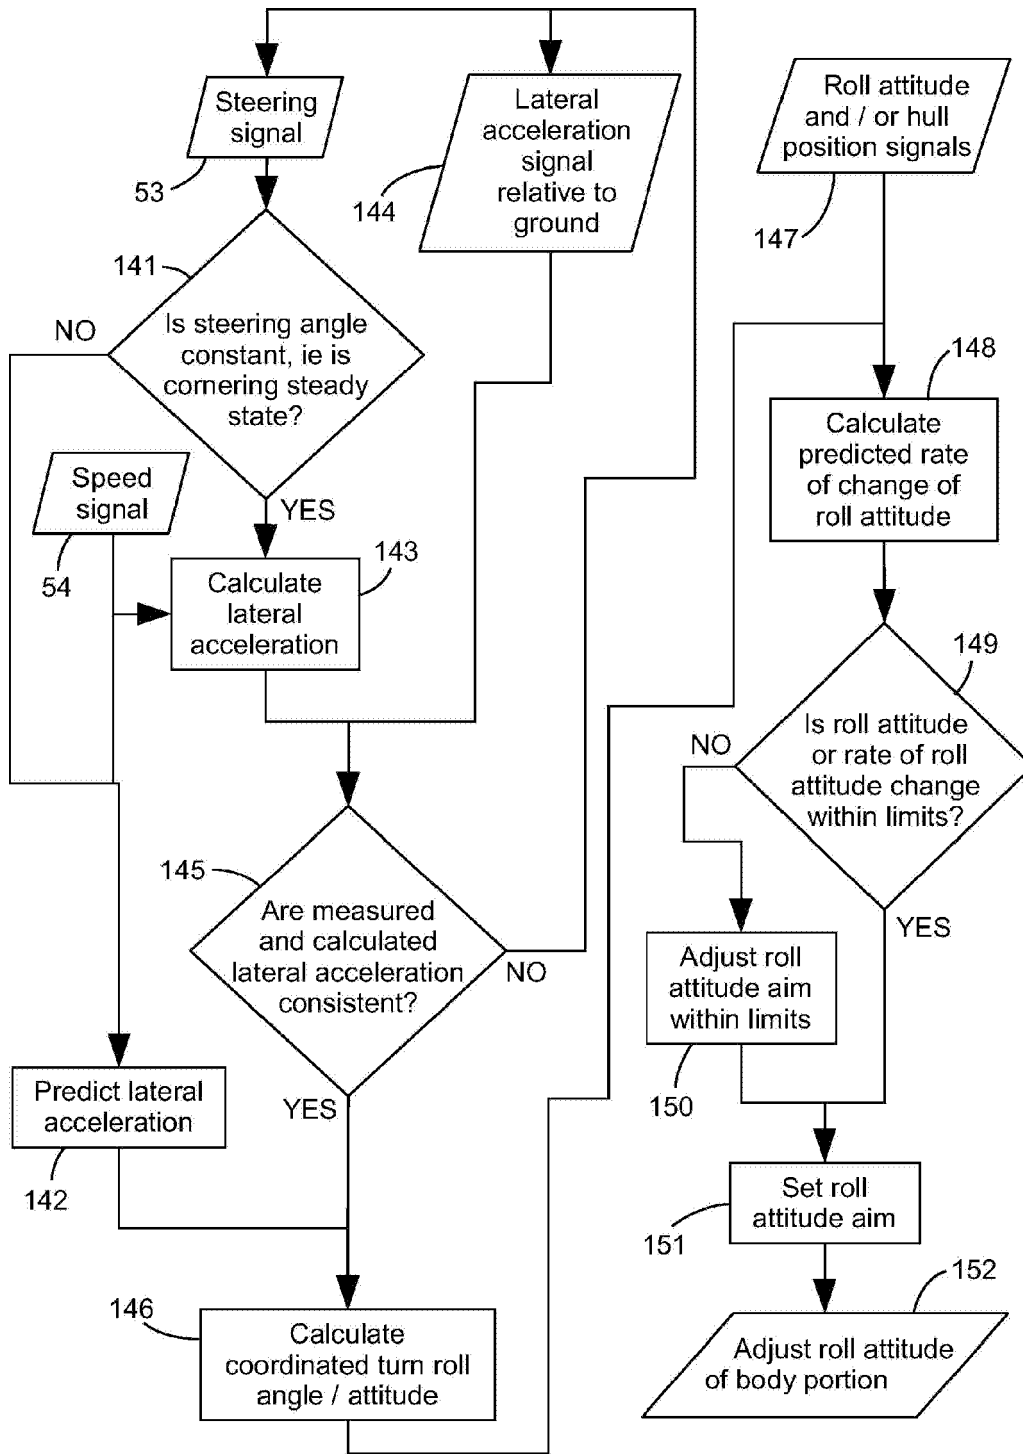 Steering
signal
53
Lateral
acceleration
signal
relative to
ground
144
Roll attitude
and / or hull
position signals
147
141
NO
Is steering angle
constant, ie is
cornering steady
state?
YES
Speed
signal
54
143
Calculate
lateral
acceleration
148
Calculate
predicted rate
of change of
roll attitude
149
NO
Is roll attitude
or rate of roll
attitude change
within limits?
YES
145
Are measured
and calculated
lateral acceleration
consistent?
NO
YES
Adjust roll
attitude aim
within limits
150
Predict lateral
acceleration
142
Set roll
attitude aim
151
146
Calculate
coordinated turn roll
angle / attitude
152
Adjust roll attitude
of body portion